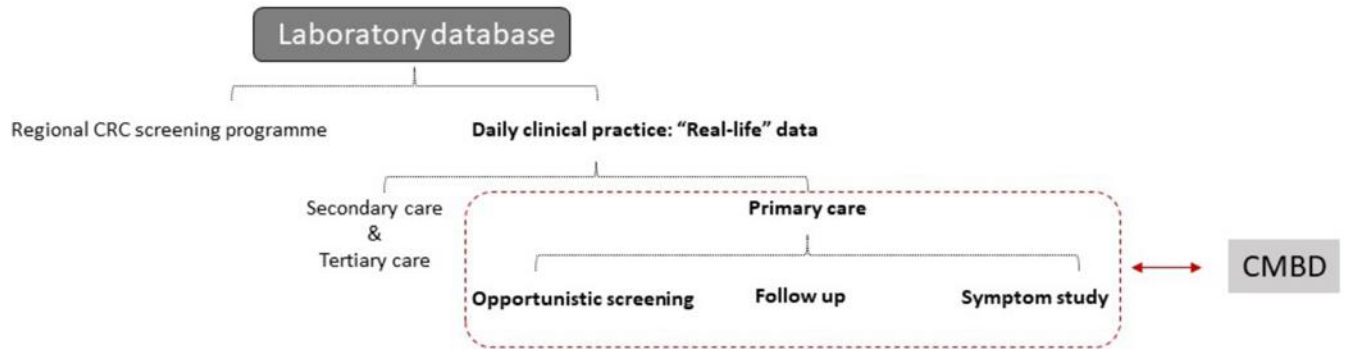 Laboratory database
Regional CRC screening programme
Daily clinical practice: “Real-life” data
Secondary care
&
Tertiary care
Primary care
Opportunistic screening
Follow up
Symptom study
CMBD